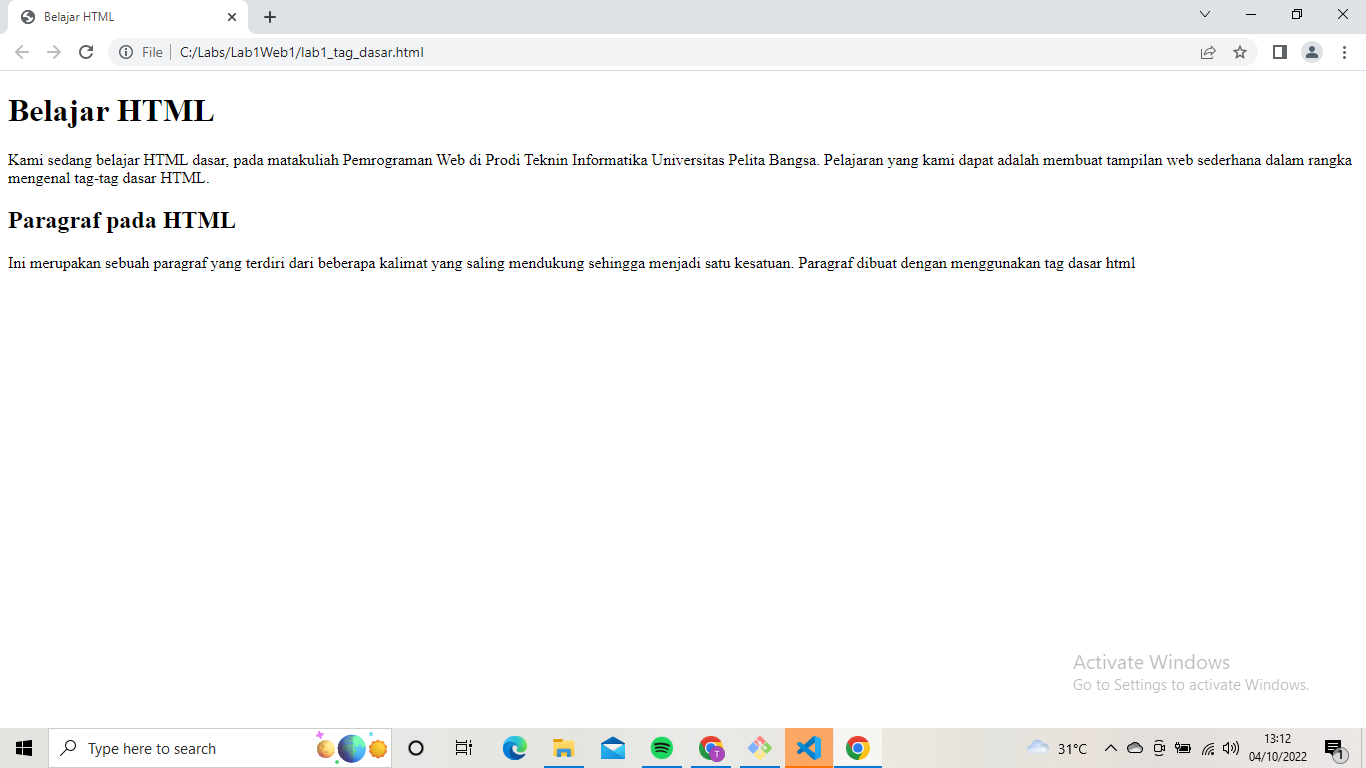 Belajar HTML
File
C:/Labs/Lab1Web1/lab1_tag_dasar.html
Belajar HTML
Kami sedang belajar HTML dasar, pada matakuliah Pemrograman Web di Prodi Teknin Informatika Universitas Pelita Bangsa. Pelajaran yang kami dapat adalah membuat tampilan web sederhana dalam rangka
mengenal tag-tag dasar HTML.
Paragraf pada HTML
Ini merupakan sebuah paragraf yang terdiri dari beberapa kalimat yang saling mendukung sehingga menjadi satu kesatuan. Paragraf dibuat dengan menggunakan tag dasar html
Activate Windows
Go to Settings to activate Windows.
Type here to search
T
31°C
13:12
04/10/2022
1